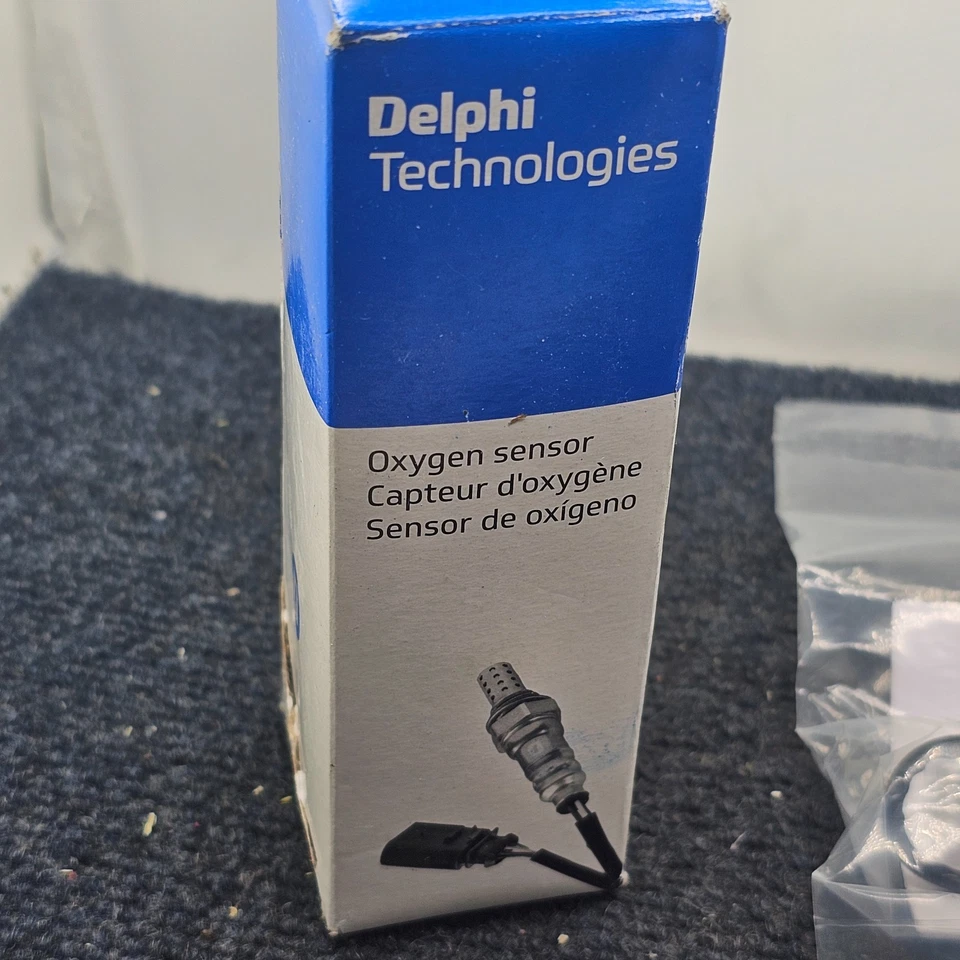 Delphi
Technologies
Oxygen sensor
Capteur d'oxygène
Sensor de oxígeno